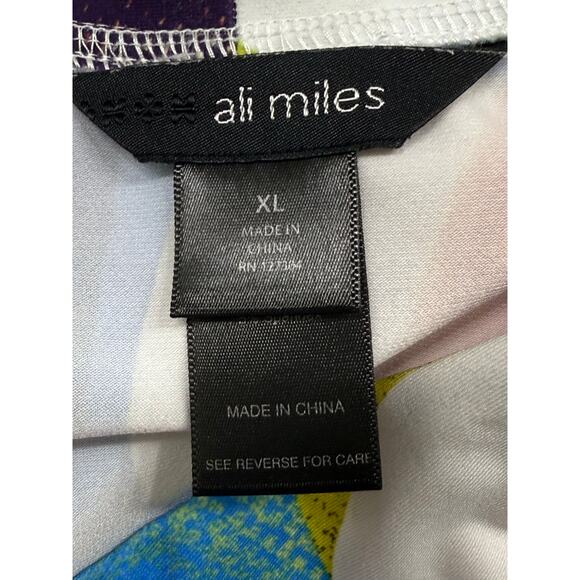 ali miles
XL
MADE IN
CHINA
RN 127364
MADE IN CHINA
SEE REVERSE FOR CARE